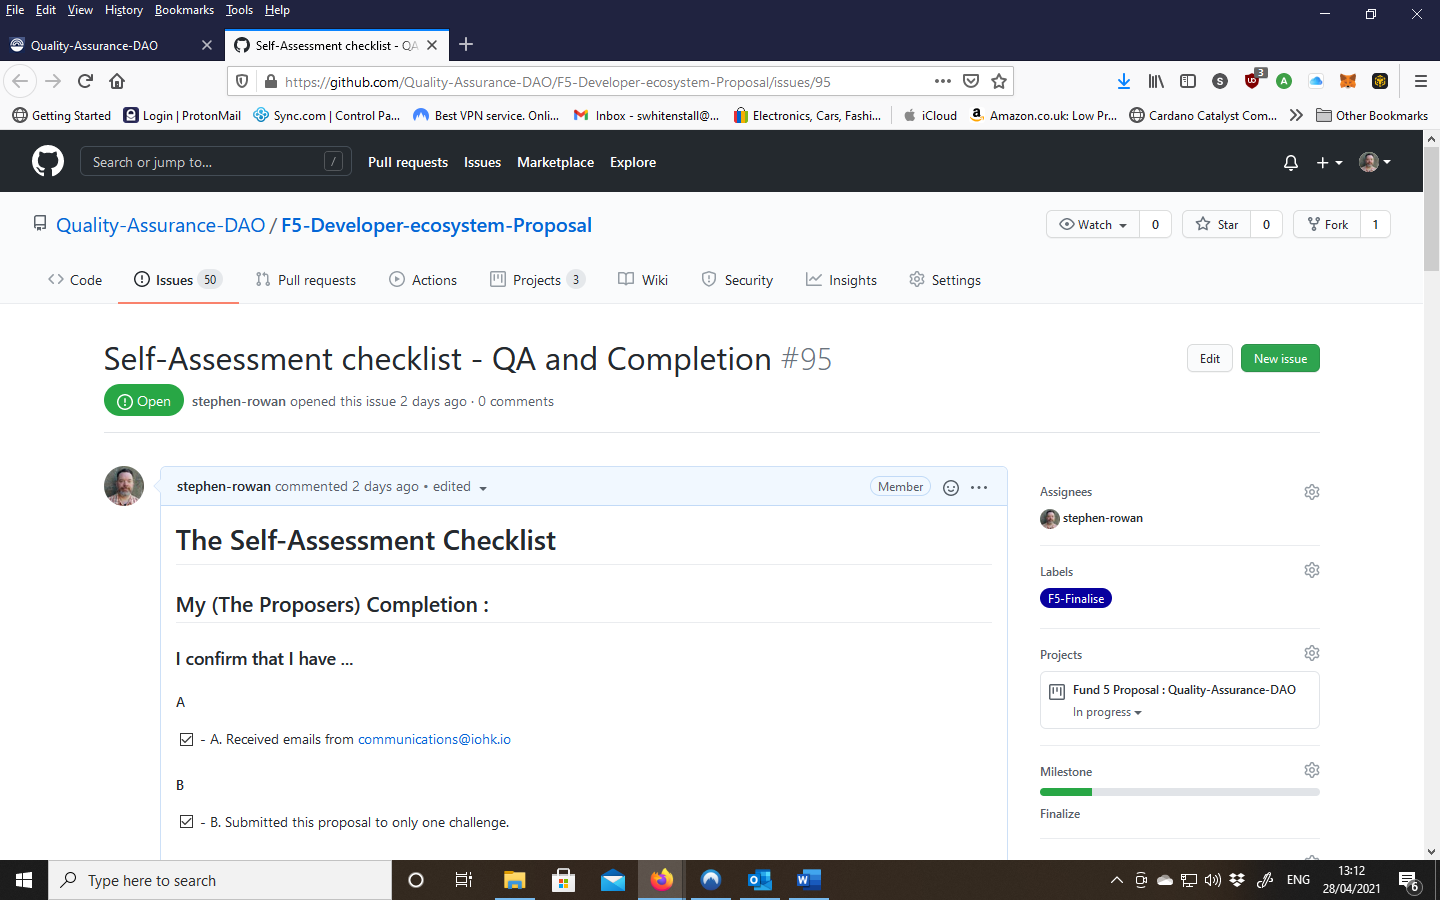 File Edit View History Bookmarks Tools Help
Quality-Assurance-DAO
Self-Assessment checklist - QA
https://github.com/Quality-Assurance-DAO/F5-Developer-ecosystem-Proposal/issues/95
S
UD
3
A
Getting Started
Login | ProtonMail
Sync.com | Control Pa...
Best VPN service. Onli...
Inbox - swhitenstall@...
Electronics, Cars, Fashi...
iCloud
Amazon.co.uk: Low Pr...
Cardano Catalyst Com...
Other Bookmarks
Search or jump to...
/
Pull requests Issues Marketplace Explore
Quality-Assurance-DAO / F5-Developer-ecosystem-Proposal
Watch 0
Star 0
Fork 1
Code
Issues 50
Pull requests
Actions
Projects 3
Wiki
Security
Insights
Settings
Self-Assessment checklist - QA and Completion #95
Edit
New issue
Open
stephen-rowan opened this issue 2 days ago · 0 comments
stephen-rowan commented 2 days ago • edited
Member
The Self-Assessment Checklist
My (The Proposers) Completion :
I confirm that I have ...
A
- A. Received emails from communications@iohk.io
B
- B. Submitted this proposal to only one challenge.
Assignees
stephen-rowan
Labels
F5-Finalise
Projects
Fund 5 Proposal : Quality-Assurance-DAO
In progress
Milestone
Finalize
Type here to search
ENG
13:12
28/04/2021
6